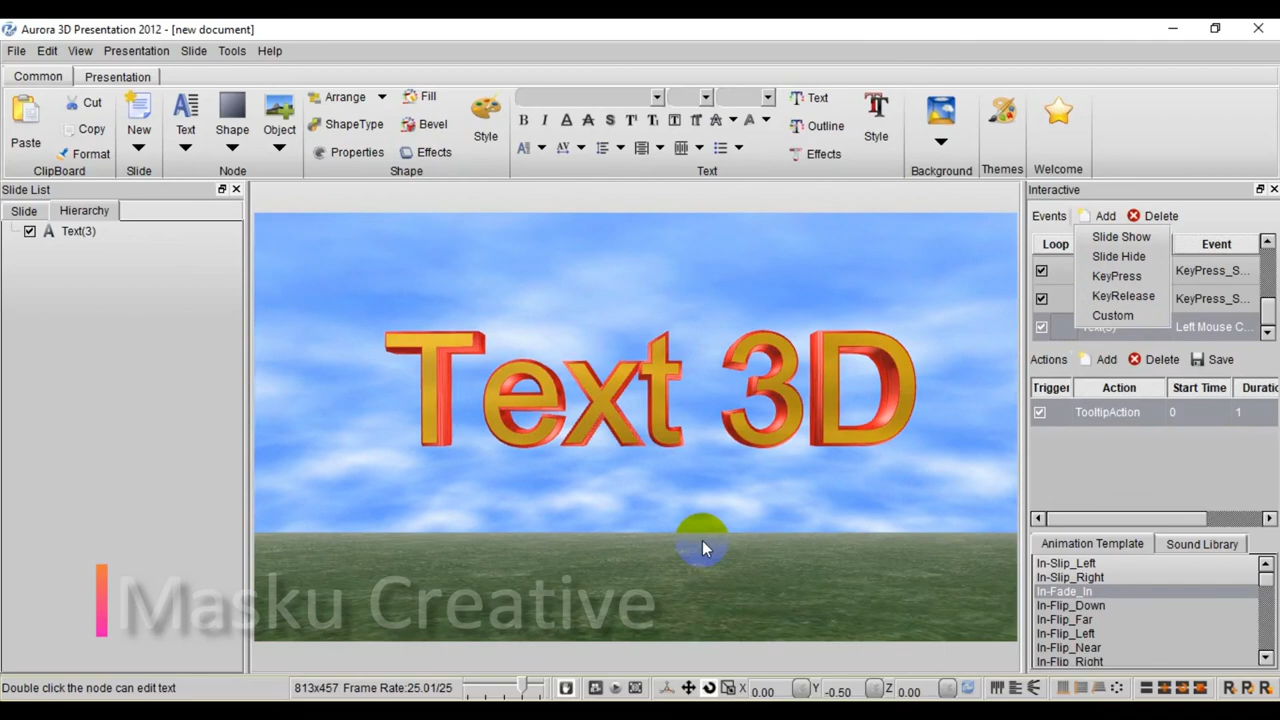 Aurora 3D Presentation 2012 - [new document]
File Edit View Presentation Slide Tools Help
Common Presentation
Paste Cut Copy Format ClipBoard
New Slide
Text Shape Object Node
Arrange ShapeType Properties Fill Bevel Effects Style Shape
Text Outline Effects Style Text
Background Themes Welcome
Slide List
Slide Hierarchy
Text(3)
Text 3D
Masku Creative
Interactive
Events Add Delete
Slide Show
Slide Hide
KeyPress
KeyRelease
Custom
Loop Event
KeyPress_S...
KeyPress_S...
Left Mouse C...
Actions Add Delete Save
Trigger Action Start Time Duratic
TooltipAction 0 1
Animation Template Sound Library
In-Slip_Left
In-Slip_Right
In-Fade_In
In-Flip_Down
In-Flip_Far
In-Flip_Left
In-Flip_Near
In-Flip_Right
Double click the node can edit text 813x457 Frame Rate:25.01/25 X 0.00 Y -0.50 Z 0.00